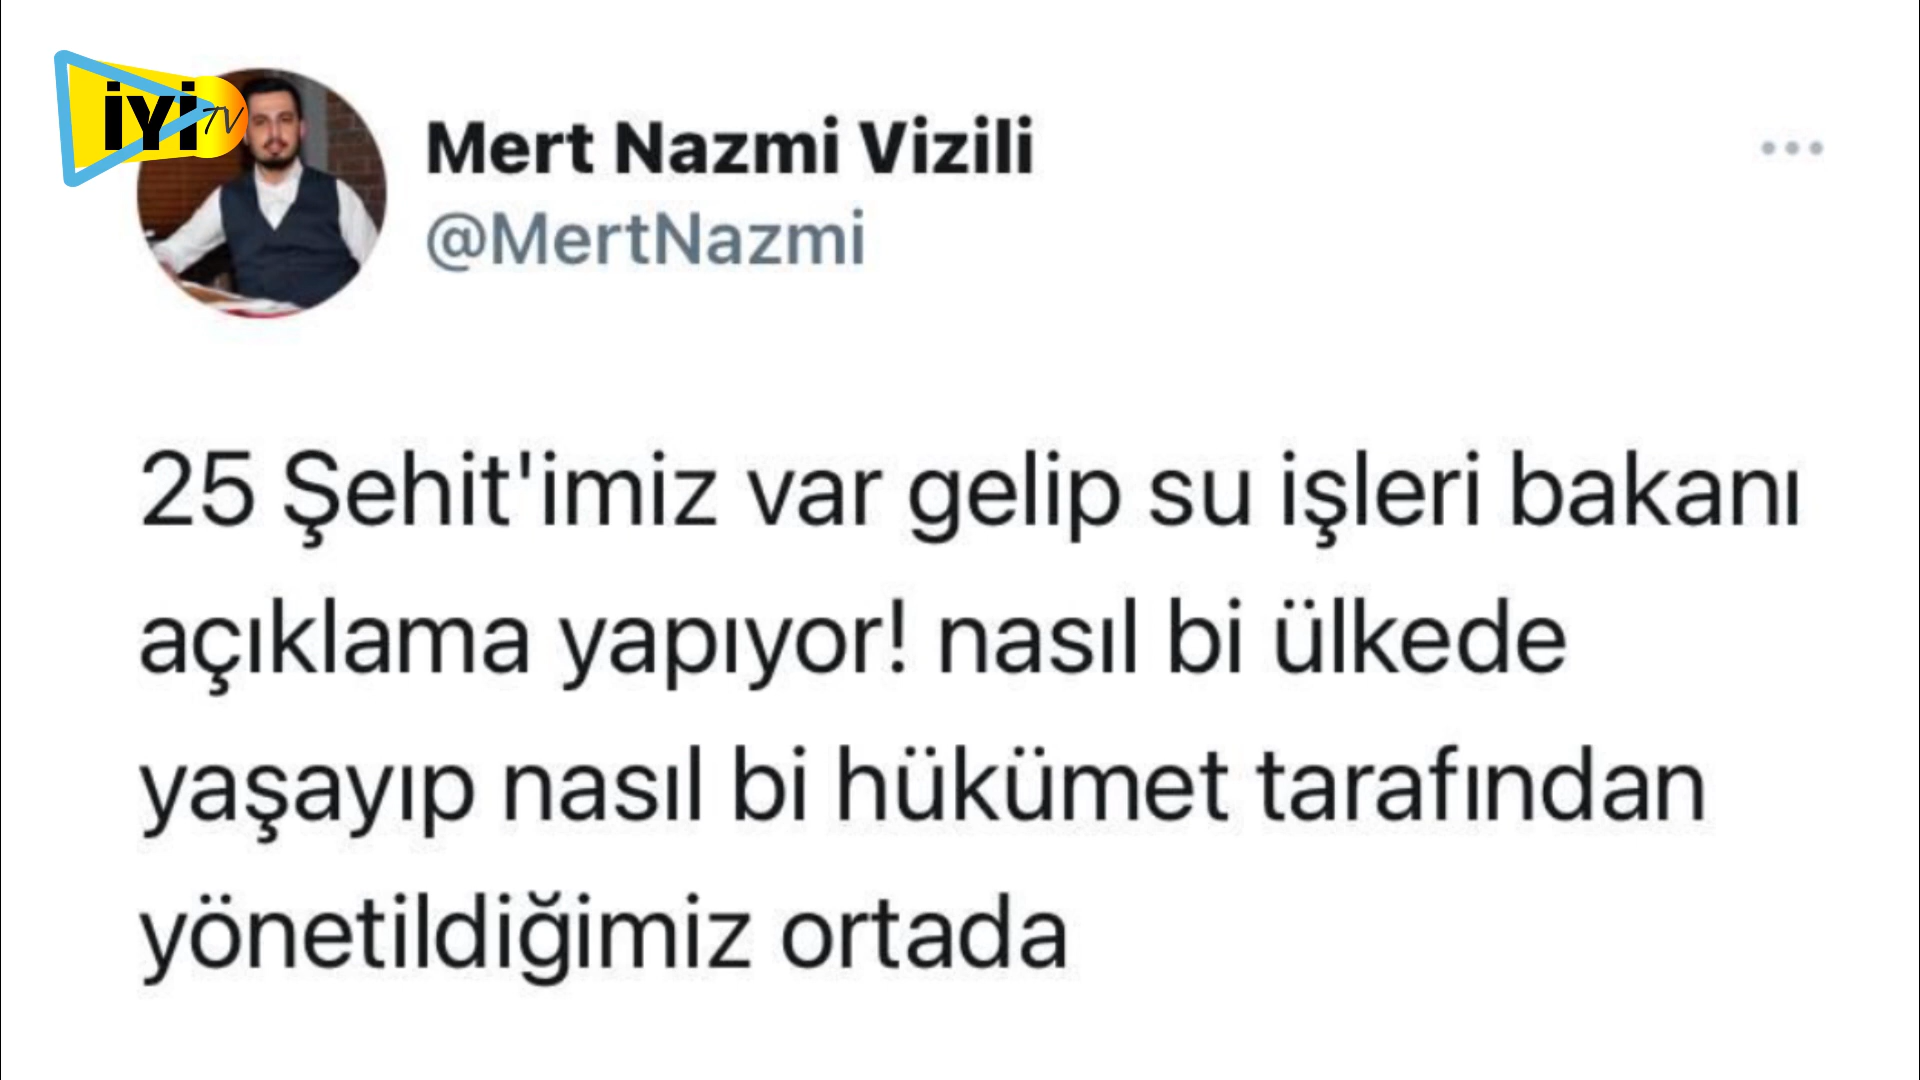 iYi TV
Mert Nazmi Vizili
@MertNazmi
25 Şehit'imiz var gelip su işleri bakanı
açıklama yapıyor! nasıl bi ülkede
yaşayıp nasıl bi hükümet tarafından
yönetildiğimiz ortada